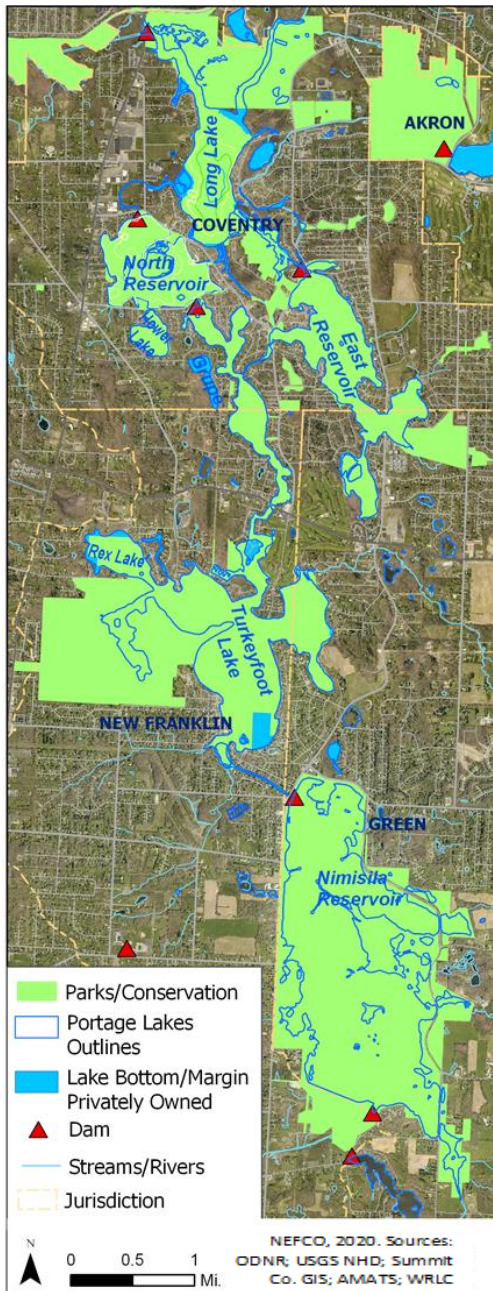 AKRON
Long Lake
COVENTRY
North
Reservoir
Hower
Lake
East
Reservoir
Rex Lake
Turkeyfoot
Lake
NEW FRANKLIN
GREEN
Nimisila
Reservoir
Parks/Conservation
Portage Lakes
Outlines
Lake Bottom/Margin
Privately Owned
Dam
Streams/Rivers
Jurisdiction
N
0 0.5 1
Mi.
NEFCO, 2020. Sources:
ODNR; USGS NHD; Summit
Co. GIS; AMATS; WRLC